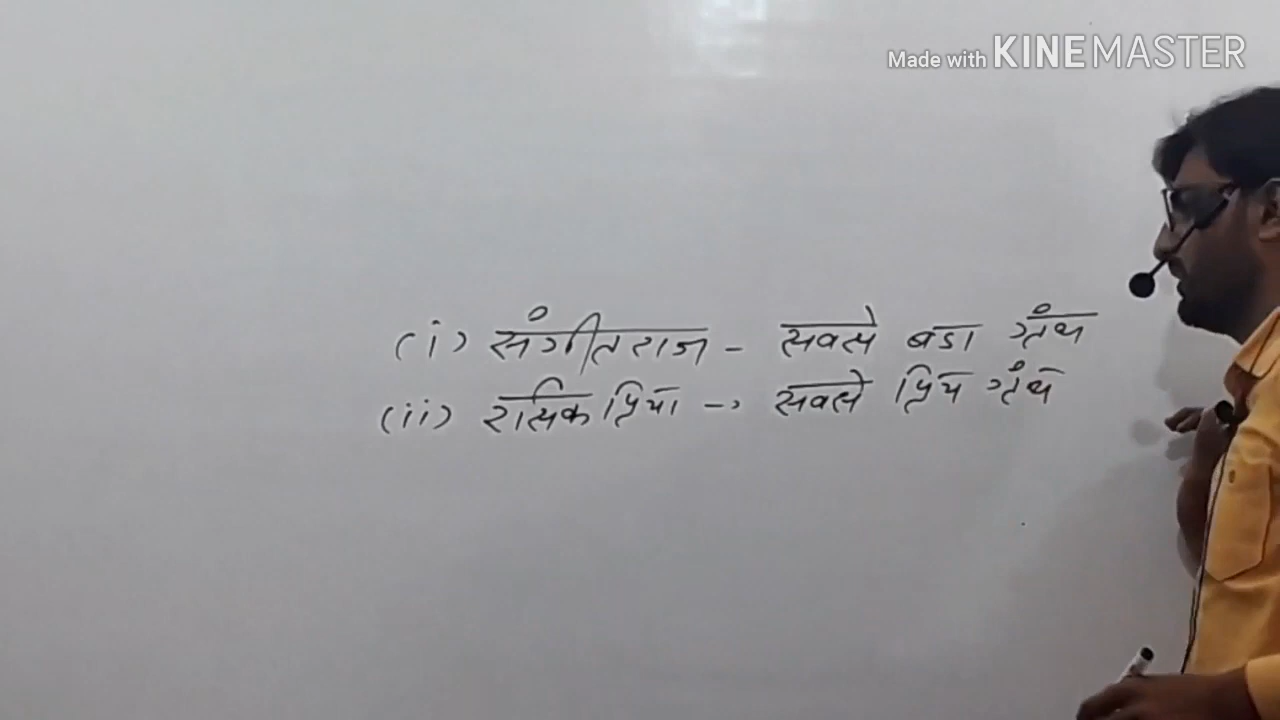 Made with KINEMASTER
(i) संगीतराज - सबसे बडा ग्रंथ
(ii) रसिकप्रिया -> सबसे प्रिय ग्रंथ